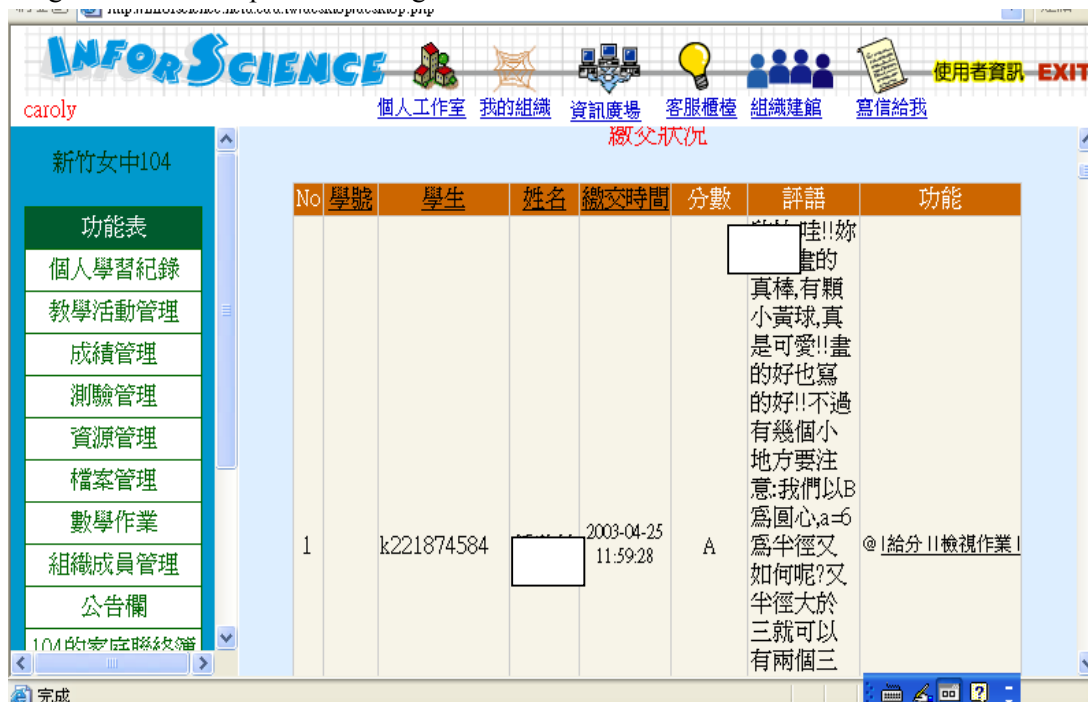 INFORSCIENCE
使用者資訊 EXIT
caroly
個人工作室 我的組織 資訊廣場 客服櫃檯 組織建館 寫信給我
繳交狀況
新竹女中104
功能表
個人學習紀錄
教學活動管理
成績管理
測驗管理
資源管理
檔案管理
數學作業
組織成員管理
公告欄
104的家庭聯絡簿
No 學號 學生 姓名 繳交時間 分數 評語 功能
1 k221874584 2003-04-25 11:59:28 A
哇!!妳
畫的
真棒,有顆
小黃球,真
是可愛!!畫
的好也寫
的好!!不過
有幾個小
地方要注
意:我們以B
為圓心,a=6
為半徑又
如何呢?又
半徑大於
三就可以
有兩個三
@ |給分||檢視作業|
完成